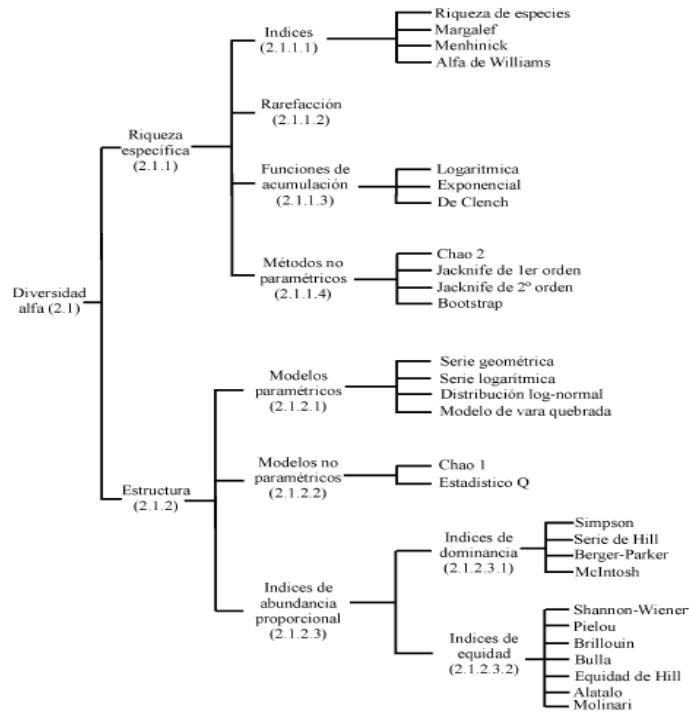 Diversidad
alfa (2.1)
Riqueza
específica
(2.1.1)
Indices
(2.1.1.1)
Riqueza de especies
Margalef
Menhinick
Alfa de Williams
Rarefacción
(2.1.1.2)
Funciones de
acumulación
(2.1.1.3)
Logarítmica
Exponencial
De Clench
Métodos no
paramétricos
(2.1.1.4)
Chao 2
Jacknife de 1er orden
Jacknife de 2º orden
Bootstrap
Estructura
(2.1.2)
Modelos
paramétricos
(2.1.2.1)
Serie geométrica
Serie logarítmica
Distribución log-normal
Modelo de vara quebrada
Modelos no
paramétricos
(2.1.2.2)
Chao 1
Estadístico Q
Indices de
abundancia
proporcional
(2.1.2.3)
Indices de
dominancia
(2.1.2.3.1)
Simpson
Serie de Hill
Berger-Parker
McIntosh
Indices de
equidad
(2.1.2.3.2)
Shannon-Wiener
Pielou
Brillouin
Bulla
Equidad de Hill
Alatalo
Molinari